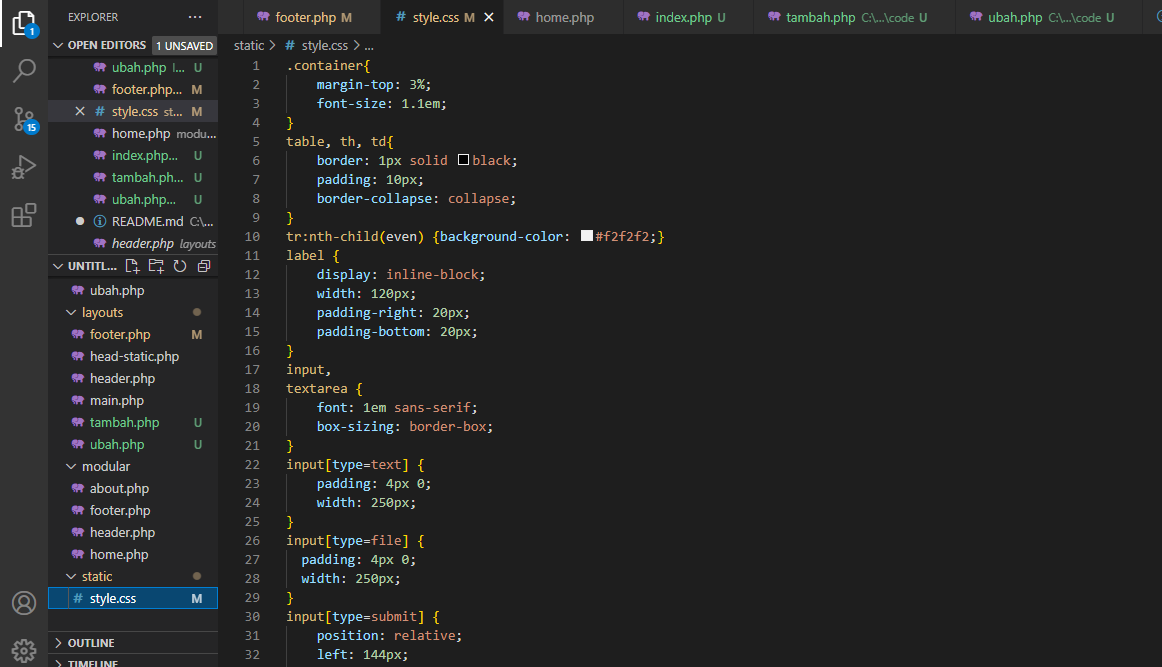 EXPLORER ...
footer.php M
# style.css M
home.php
index.php U
tambah.php C:\...\code U
ubah.php C:\...\code U
1
15
OPEN EDITORS 1 UNSAVED
ubah.php l... U
footer.php... M
# style.css st... M
home.php modu...
index.php... U
tambah.ph... U
ubah.php... U
README.md C:\...
header.php layouts
UNTITL...
ubah.php
layouts
footer.php M
head-static.php
header.php
main.php
tambah.php U
ubah.php U
modular
about.php
footer.php
header.php
home.php
static
# style.css M
OUTLINE
TIMELINE
static > # style.css > ...
1 .container{
2 margin-top: 3%;
3 font-size: 1.1em;
4 }
5 table, th, td{
6 border: 1px solid black;
7 padding: 10px;
8 border-collapse: collapse;
9 }
10 tr:nth-child(even) {background-color: #f2f2f2;}
11 label {
12 display: inline-block;
13 width: 120px;
14 padding-right: 20px;
15 padding-bottom: 20px;
16 }
17 input,
18 textarea {
19 font: 1em sans-serif;
20 box-sizing: border-box;
21 }
22 input[type=text] {
23 padding: 4px 0;
24 width: 250px;
25 }
26 input[type=file] {
27 padding: 4px 0;
28 width: 250px;
29 }
30 input[type=submit] {
31 position: relative;
32 left: 144px;